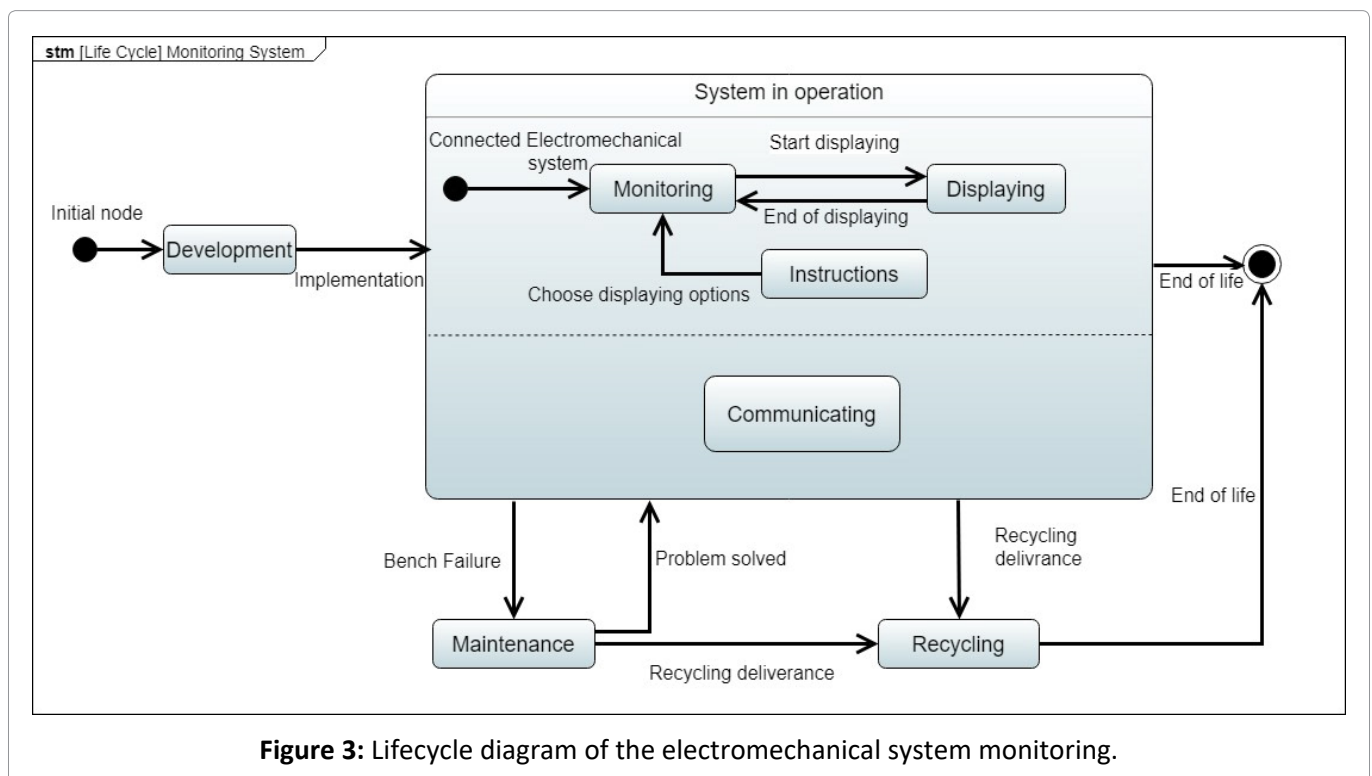 stm [Life Cycle] Monitoring System
System in operation
Connected Electromechanical
system
Start displaying
Monitoring
Displaying
End of displaying
Initial node
Development
Implementation
Instructions
Choose displaying options
End of life
Communicating
End of life
Bench Failure
Problem solved
Recycling
delivrance
Maintenance
Recycling
Recycling deliverance
Figure 3: Lifecycle diagram of the electromechanical system monitoring.